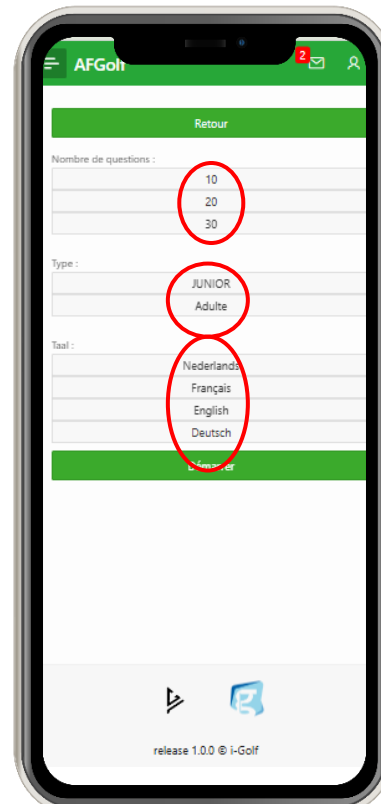 AFGolf
2
Retour
Nombre de questions :
10
20
30
Type :
JUNIOR
Adulte
Taal :
Nederlands
Français
English
Deutsch
Démarrer
release 1.0.0 © i-Golf